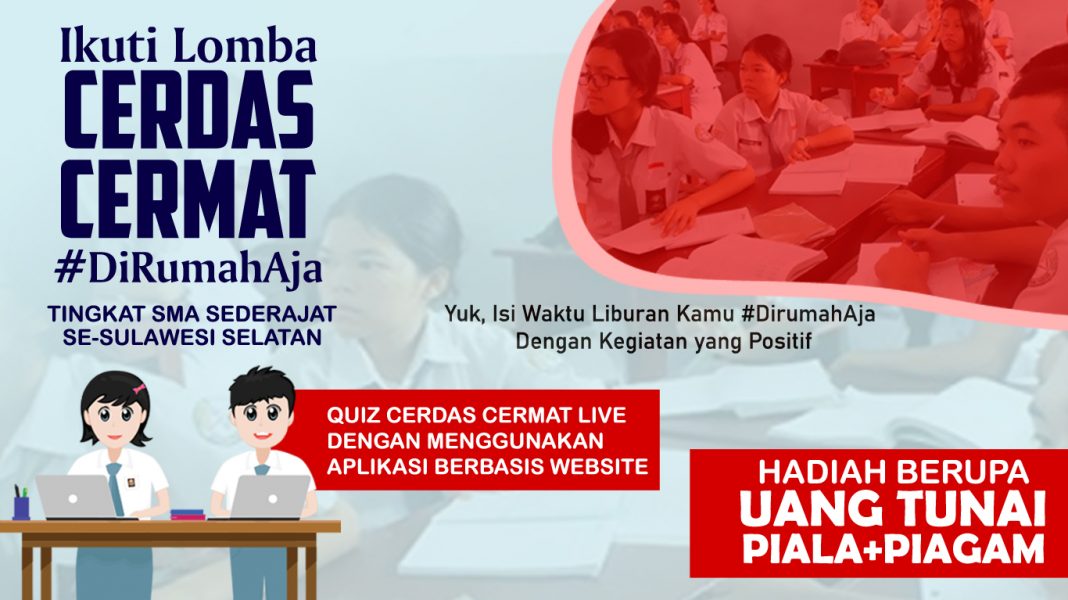 Ikuti Lomba
CERDAS
CERMAT
#DiRumahAja
TINGKAT SMA SEDERAJAT
SE-SULAWESI SELATAN
Yuk, Isi Waktu Liburan Kamu #DirumahAja
Dengan Kegiatan yang Positif
QUIZ CERDAS CERMAT LIVE
DENGAN MENGGUNAKAN
APLIKASI BERBASIS WEBSITE
HADIAH BERUPA
UANG TUNAI
PIALA+PIAGAM